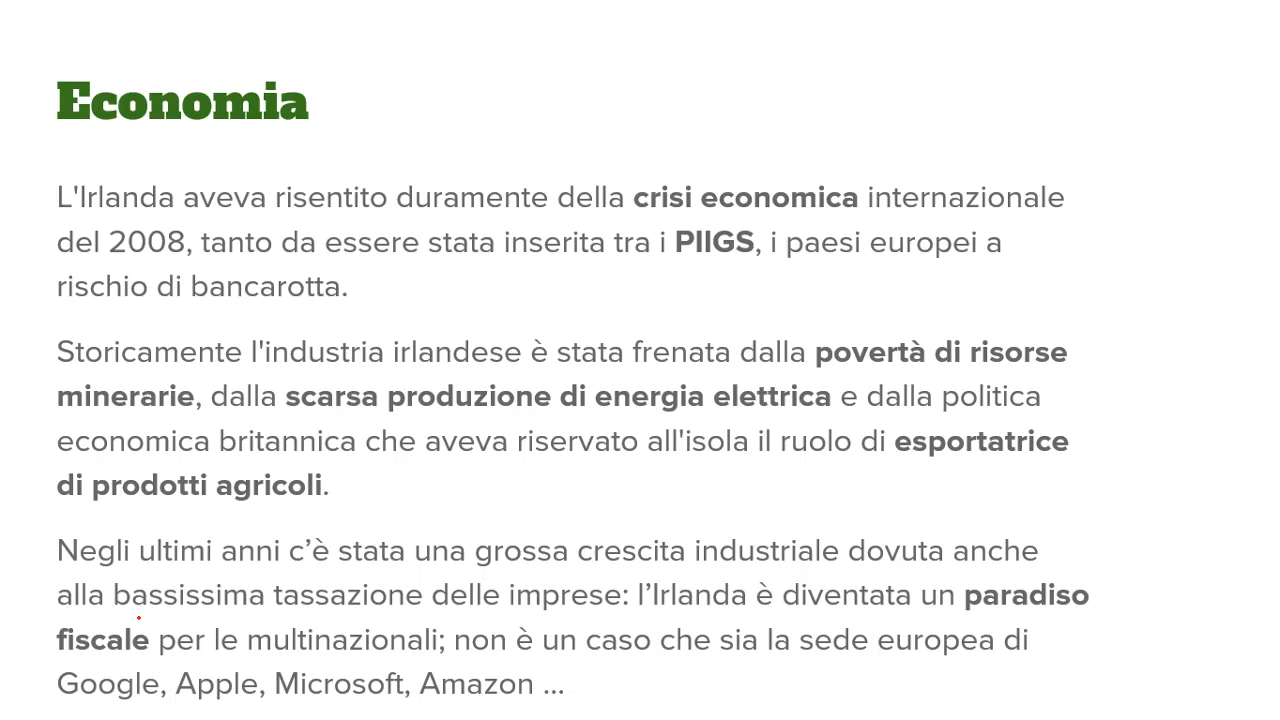 Economia
L'Irlanda aveva risentito duramente della crisi economica internazionale
del 2008, tanto da essere stata inserita tra i PIIGS, i paesi europei a
rischio di bancarotta.
Storicamente l'industria irlandese è stata frenata dalla povertà di risorse
minerarie, dalla scarsa produzione di energia elettrica e dalla politica
economica britannica che aveva riservato all'isola il ruolo di esportatrice
di prodotti agricoli.
Negli ultimi anni c’è stata una grossa crescita industriale dovuta anche
alla bassissima tassazione delle imprese: l’Irlanda è diventata un paradiso
fiscale per le multinazionali; non è un caso che sia la sede europea di
Google, Apple, Microsoft, Amazon ...